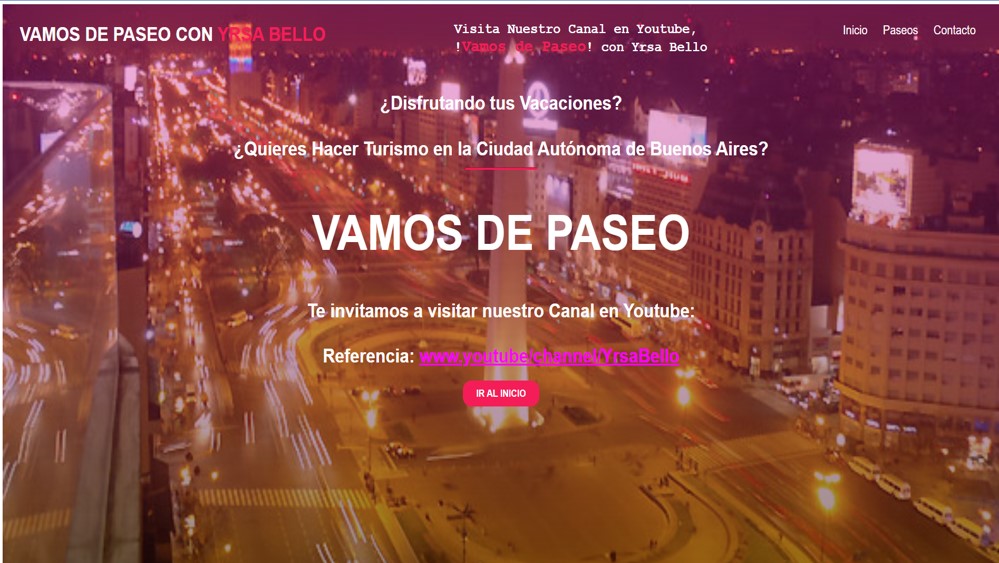 VAMOS DE PASEO CON YRSA BELLO
Visita Nuestro Canal en Youtube,
!Vamos de Paseo! con Yrsa Bello
Inicio Paseos Contacto
¿Disfrutando tus Vacaciones?
¿Quieres Hacer Turismo en la Ciudad Autónoma de Buenos Aires?
VAMOS DE PASEO
Te invitamos a visitar nuestro Canal en Youtube:
Referencia: www.youtube/channel/YrsaBello
IR AL INICIO